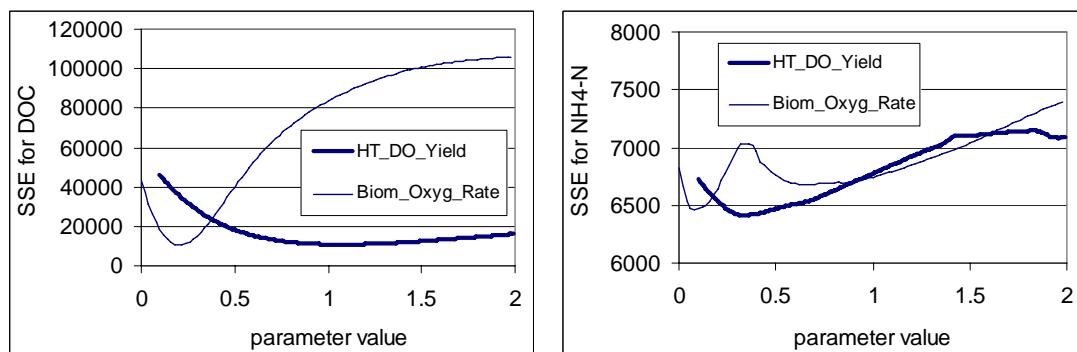 120000
100000
80000
60000
40000
20000
0
SSE for DOC
HT_DO_Yield
Biom_Oxyg_Rate
0 0.5 1 1.5 2
parameter value
8000
7500
7000
6500
6000
SSE for NH4-N
HT_DO_Yield
Biom_Oxyg_Rate
0 0.5 1 1.5 2
parameter value